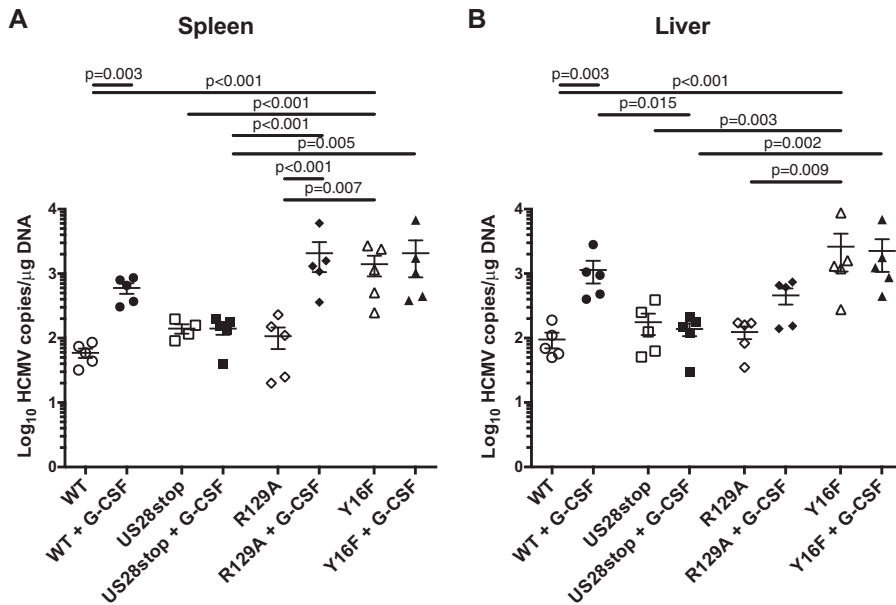 A
Spleen
p=0.003
p<0.001
p<0.001
p<0.001
p=0.005
p<0.001
p=0.007
Log10 HCMV copies/μg DNA
4
3
2
1
0
WT
WT + G-CSF
US28stop
US28stop + G-CSF
R129A
R129A + G-CSF
Y16F
Y16F + G-CSF
B
Liver
p=0.003
p<0.001
p=0.015
p=0.003
p=0.002
p=0.009
Log10 HCMV copies/μg DNA
4
3
2
1
0
WT
WT + G-CSF
US28stop
US28stop + G-CSF
R129A
R129A + G-CSF
Y16F
Y16F + G-CSF